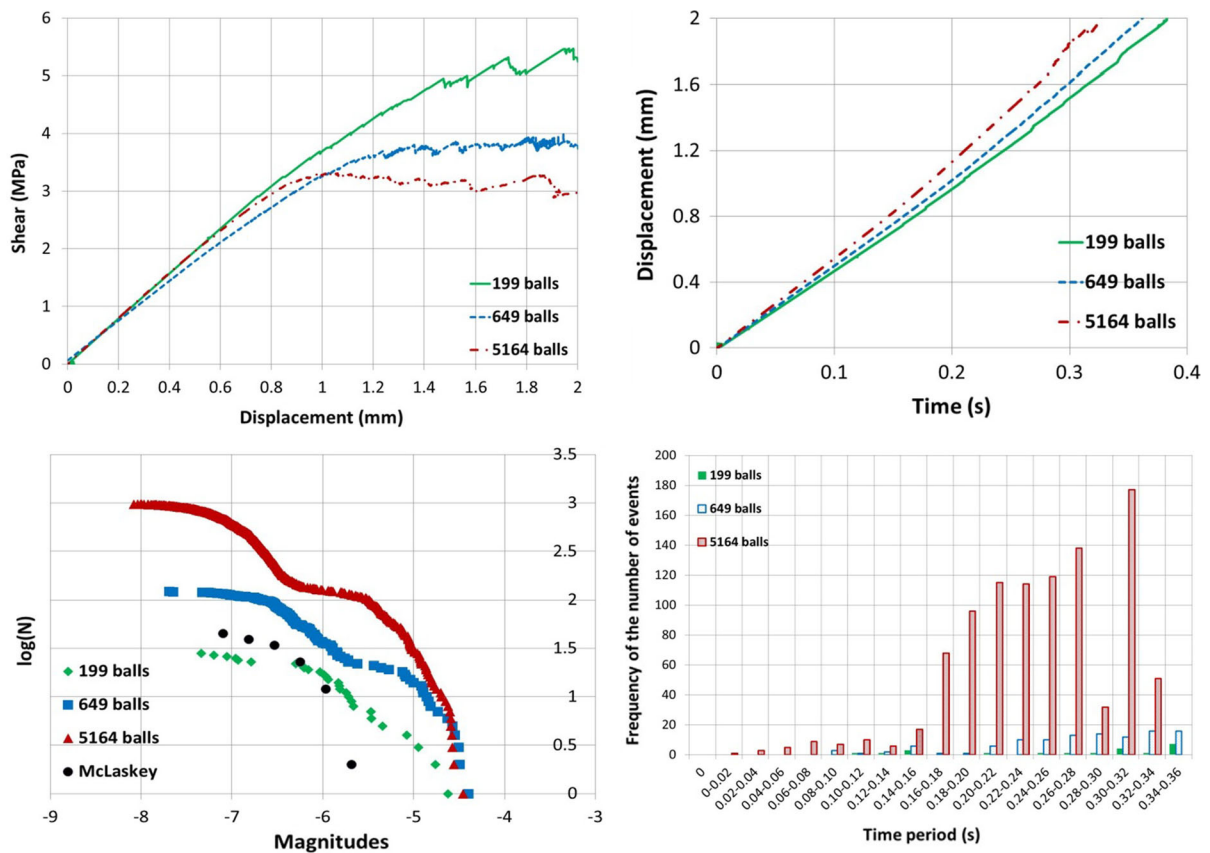 6
5
4
3
2
1
0
Shear (MPa)
0 0.2 0.4 0.6 0.8 1 1.2 1.4 1.6 1.8 2
Displacement (mm)
199 balls
649 balls
5164 balls
2
1.6
1.2
0.8
0.4
0
Displacement (mm)
0 0.1 0.2 0.3 0.4
Time (s)
199 balls
649 balls
5164 balls
3.5
3
2.5
2
1.5
1
0.5
0
log(N)
-9 -8 -7 -6 -5 -4 -3
Magnitudes
199 balls
649 balls
5164 balls
McLaskey
200
180
160
140
120
100
80
60
40
20
0
Frequency of the number of events
199 balls
649 balls
5164 balls
0
0-0.02
0.02-0.04
0.04-0.06
0.06-0.08
0.08-0.10
0.10-0.12
0.12-0.14
0.14-0.16
0.16-0.18
0.18-0.20
0.20-0.22
0.22-0.24
0.24-0.26
0.26-0.28
0.28-0.30
0.30-0.32
0.32-0.34
0.34-0.36
Time period (s)